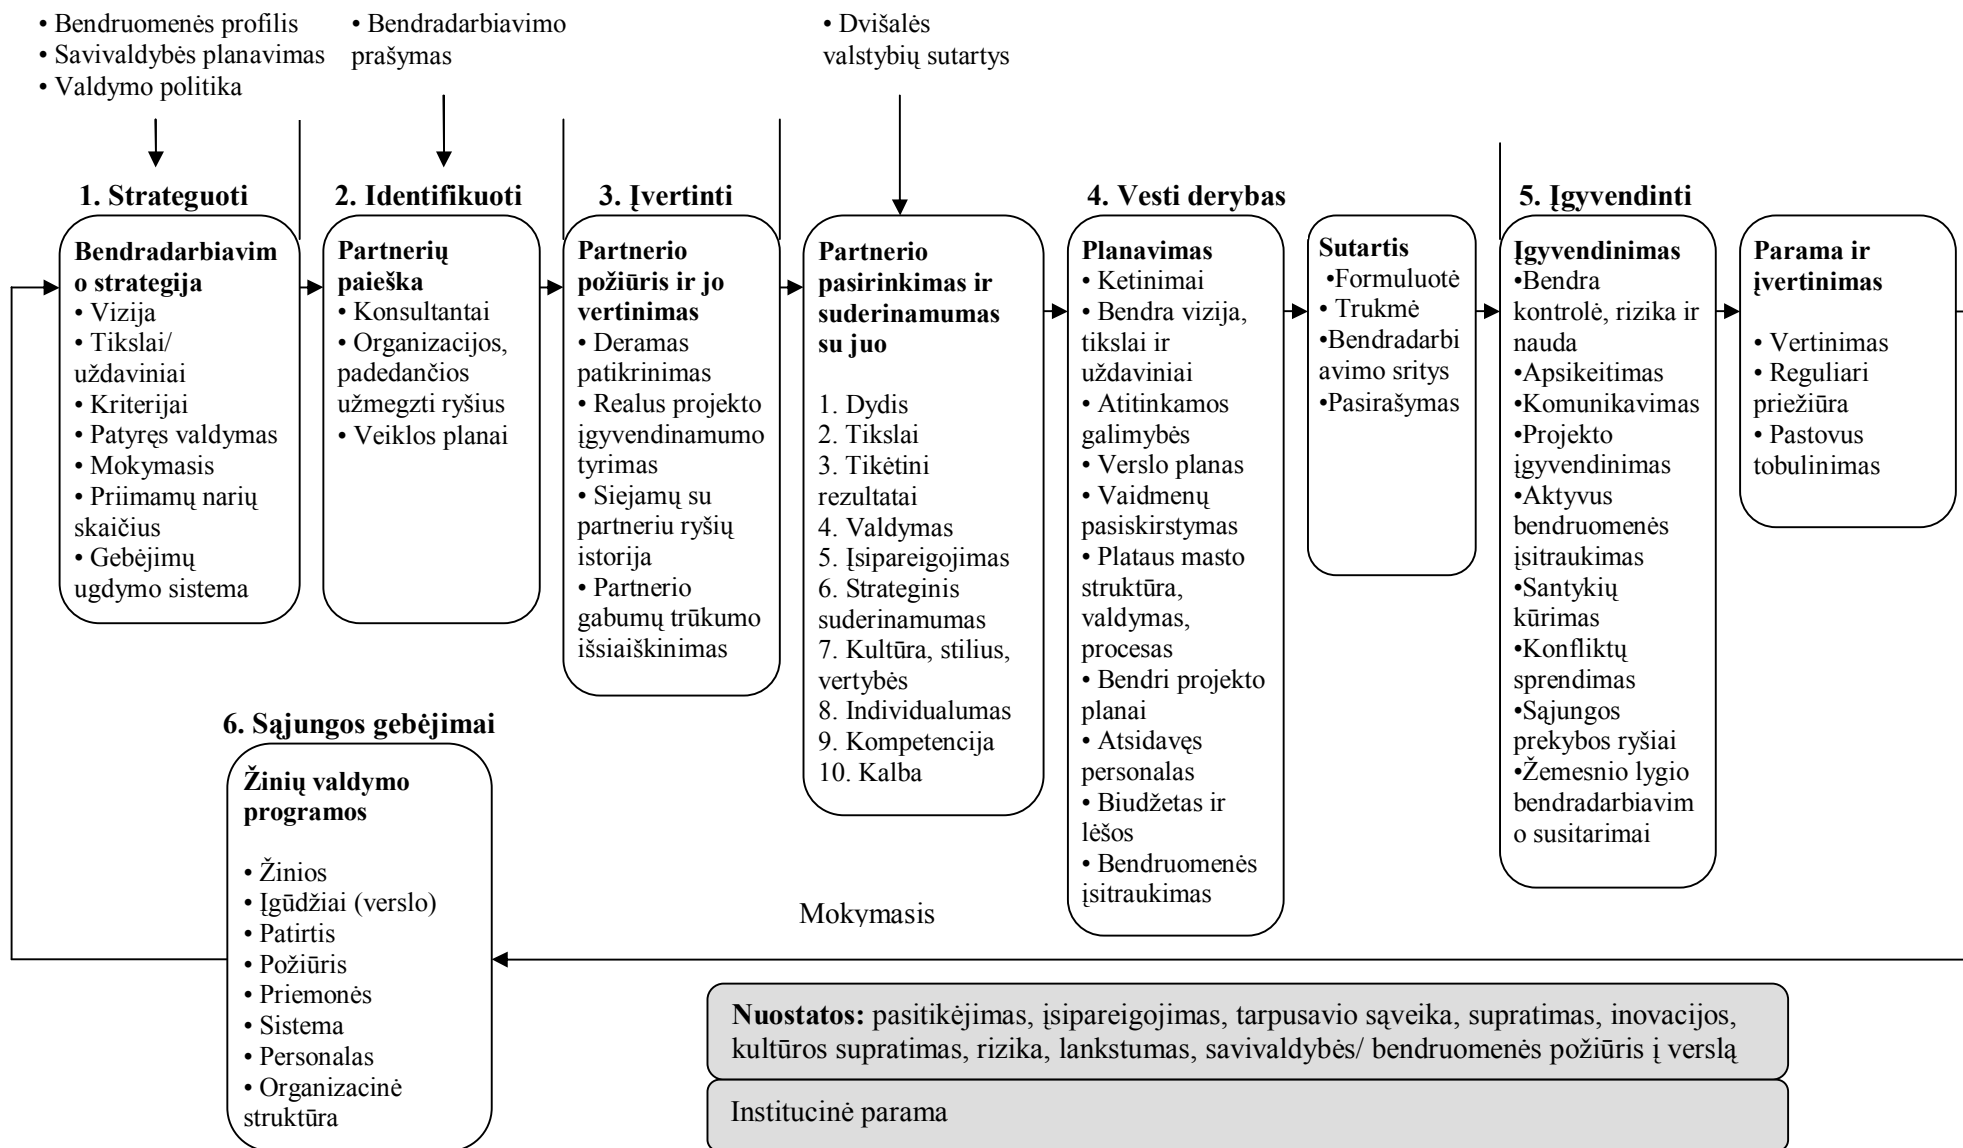 • Bendruomenės profilis
• Savivaldybės planavimas
• Valdymo politika
• Bendradarbiavimo
prašymas
• Dvišalės
valstybių sutartys
1. Strateguoti
Bendradarbiavim
o strategija
• Vizija
• Tikslai/
uždaviniai
• Kriterijai
• Patyręs valdymas
• Mokymasis
• Priimamų narių
skaičius
• Gebėjimų
ugdymo sistema
2. Identifikuoti
Partnerių
paieška
• Konsultantai
• Organizacijos,
padedančios
užmegzti ryšius
• Veiklos planai
3. Įvertinti
Partnerio
požiūris ir jo
vertinimas
• Deramas
patikrinimas
• Realus projekto
įgyvendinamumo
tyrimas
• Siejamų su
partneriu ryšių
istorija
• Partnerio
gabumų trūkumo
išsiaiškinimas
Partnerio
pasirinkimas ir
suderinamumas
su juo
1. Dydis
2. Tikslai
3. Tikėtini
rezultatai
4. Valdymas
5. Įsipareigojimas
6. Strateginis
suderinamumas
7. Kultūra, stilius,
vertybės
8. Individualumas
9. Kompetencija
10. Kalba
4. Vesti derybas
Planavimas
• Ketinimai
• Bendra vizija,
tikslai ir
uždaviniai
• Atitinkamos
galimybės
• Verslo planas
• Vaidmenų
pasiskirstymas
• Plataus masto
struktūra,
valdymas,
procesas
• Bendri projekto
planai
• Atsidavęs
personalas
• Biudžetas ir
lėšos
• Bendruomenės
įsitraukimas
Sutartis
•Formuluotė
• Trukmė
•Bendradarbi
avimo sritys
•Pasirašymas
5. Įgyvendinti
Įgyvendinimas
•Bendra
kontrolė, rizika ir
nauda
•Apsikeitimas
•Komunikavimas
•Projekto
įgyvendinimas
•Aktyvus
bendruomenės
įsitraukimas
•Santykių
kūrimas
•Konfliktų
sprendimas
•Sąjungos
prekybos ryšiai
•Žemesnio lygio
bendradarbiavim
o susitarimai
Parama ir
įvertinimas
• Vertinimas
• Reguliari
priežiūra
• Pastovus
tobulinimas
6. Sąjungos gebėjimai
Žinių valdymo
programos
• Žinios
• Įgūdžiai (verslo)
• Patirtis
• Požiūris
• Priemonės
• Sistema
• Personalas
• Organizacinė
struktūra
Mokymasis
Nuostatos: pasitikėjimas, įsipareigojimas, tarpusavio sąveika, supratimas, inovacijos,
kultūros supratimas, rizika, lankstumas, savivaldybės/ bendruomenės požiūris į verslą
Institucinė parama